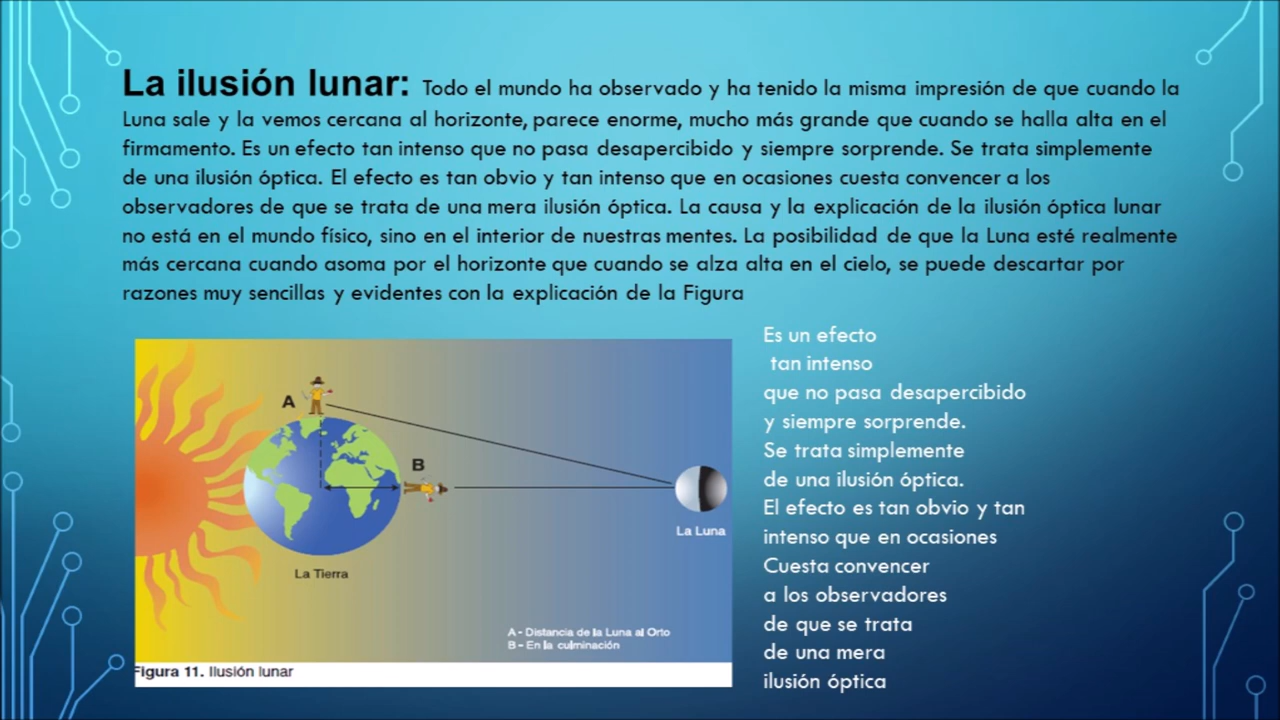 La ilusión lunar: Todo el mundo ha observado y ha tenido la misma impresión de que cuando la
Luna sale y la vemos cercana al horizonte, parece enorme, mucho más grande que cuando se halla alta en el
firmamento. Es un efecto tan intenso que no pasa desapercibido y siempre sorprende. Se trata simplemente
de una ilusión óptica. El efecto es tan obvio y tan intenso que en ocasiones cuesta convencer a los
observadores de que se trata de una mera ilusión óptica. La causa y la explicación de la ilusión óptica lunar
no está en el mundo físico, sino en el interior de nuestras mentes. La posibilidad de que la Luna esté realmente
más cercana cuando asoma por el horizonte que cuando se alza alta en el cielo, se puede descartar por
razones muy sencillas y evidentes con la explicación de la Figura
A
B
La Luna
La Tierra
A - Distancia de la Luna al Orto
B - En la culminación
Figura 11. Ilusión lunar
Es un efecto
tan intenso
que no pasa desapercibido
y siempre sorprende.
Se trata simplemente
de una ilusión óptica.
El efecto es tan obvio y tan
intenso que en ocasiones
Cuesta convencer
a los observadores
de que se trata
de una mera
ilusión óptica